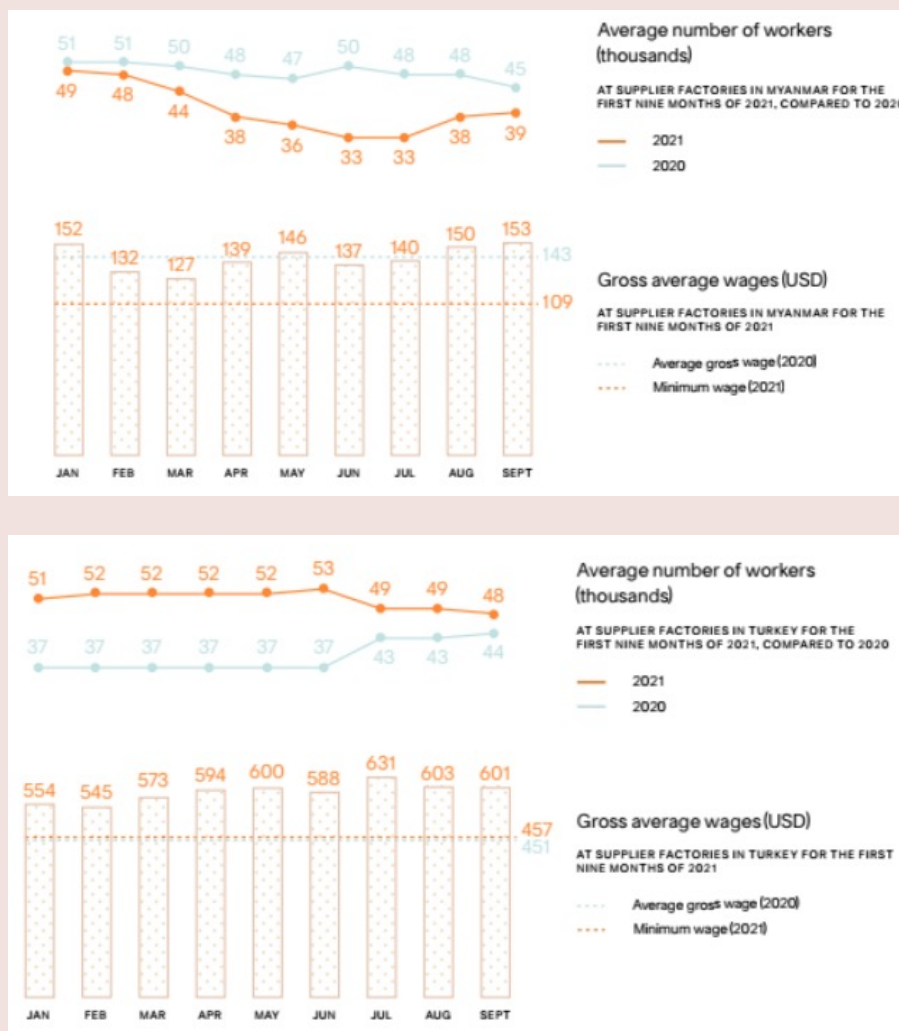 51 51 50 48 47 50 48 48 45
49 48 44 38 36 33 33 38 39
Average number of workers
(thousands)
AT SUPPLIER FACTORIES IN MYANMAR FOR THE
FIRST NINE MONTHS OF 2021, COMPARED TO 2020
2021
2020
152 132 127 139 146 137 140 150 153
143
109
Gross average wages (USD)
AT SUPPLIER FACTORIES IN MYANMAR FOR THE
FIRST NINE MONTHS OF 2021
Average gross wage (2020)
Minimum wage (2021)
JAN FEB MAR APR MAY JUN JUL AUG SEPT
51 52 52 52 52 53 49 49 48
37 37 37 37 37 37 43 43 44
Average number of workers
(thousands)
AT SUPPLIER FACTORIES IN TURKEY FOR THE
FIRST NINE MONTHS OF 2021, COMPARED TO 2020
2021
2020
554 545 573 594 600 588 631 603 601
457
451
Gross average wages (USD)
AT SUPPLIER FACTORIES IN TURKEY FOR THE FIRST
NINE MONTHS OF 2021
Average gross wage (2020)
Minimum wage (2021)
JAN FEB MAR APR MAY JUN JUL AUG SEPT